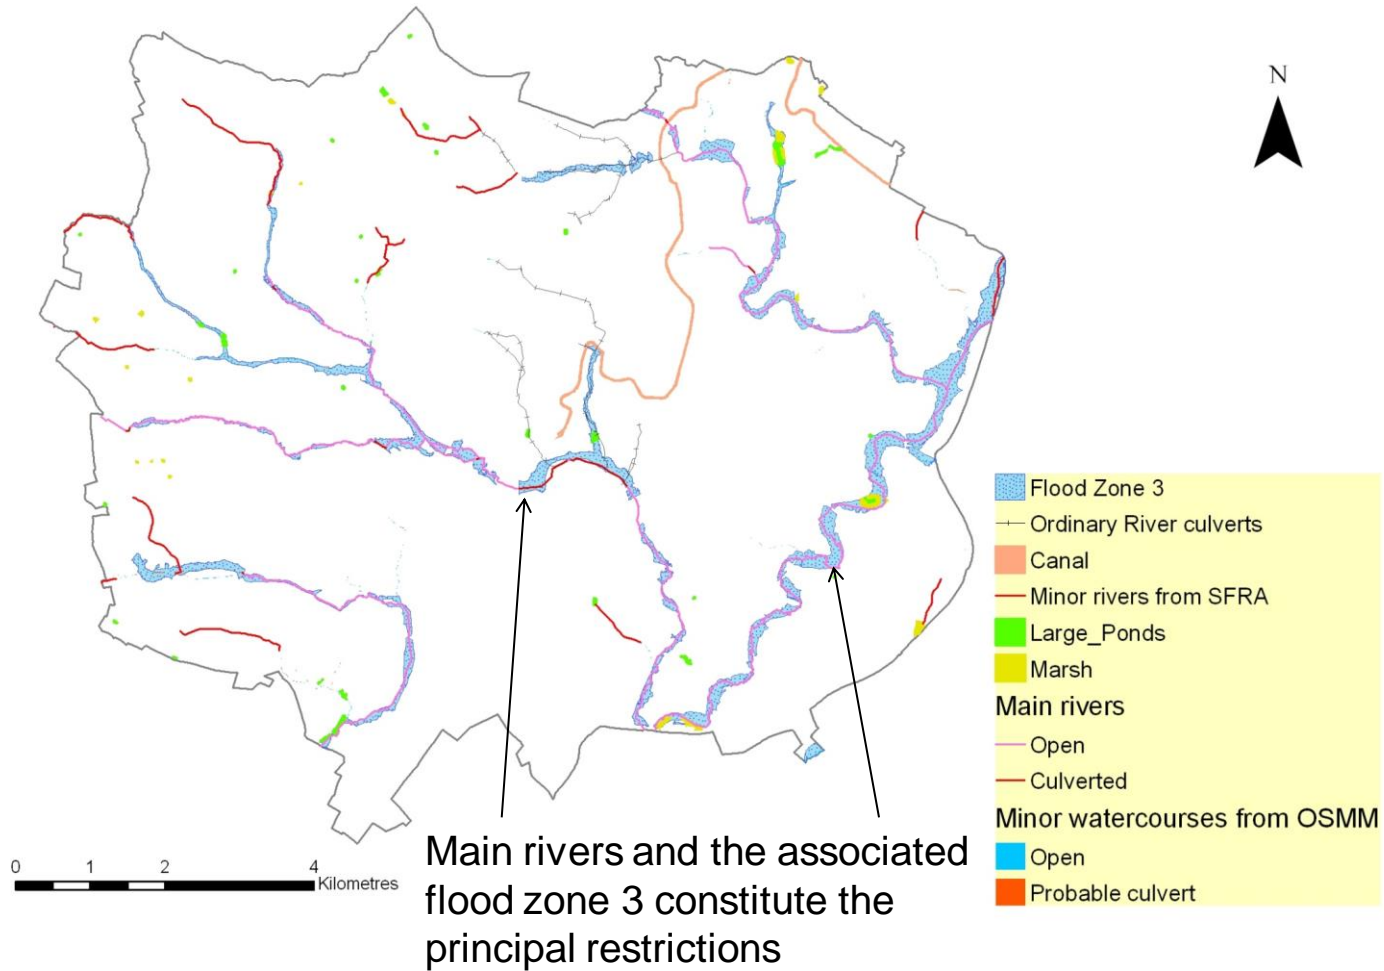 N
Flood Zone 3
Ordinary River culverts
Canal
Minor rivers from SFRA
Large_Ponds
Marsh
Main rivers
Open
Culverted
Minor watercourses from OSMM
Open
Probable culvert
0 1 2 4
Kilometres
Main rivers and the associated
flood zone 3 constitute the
principal restrictions